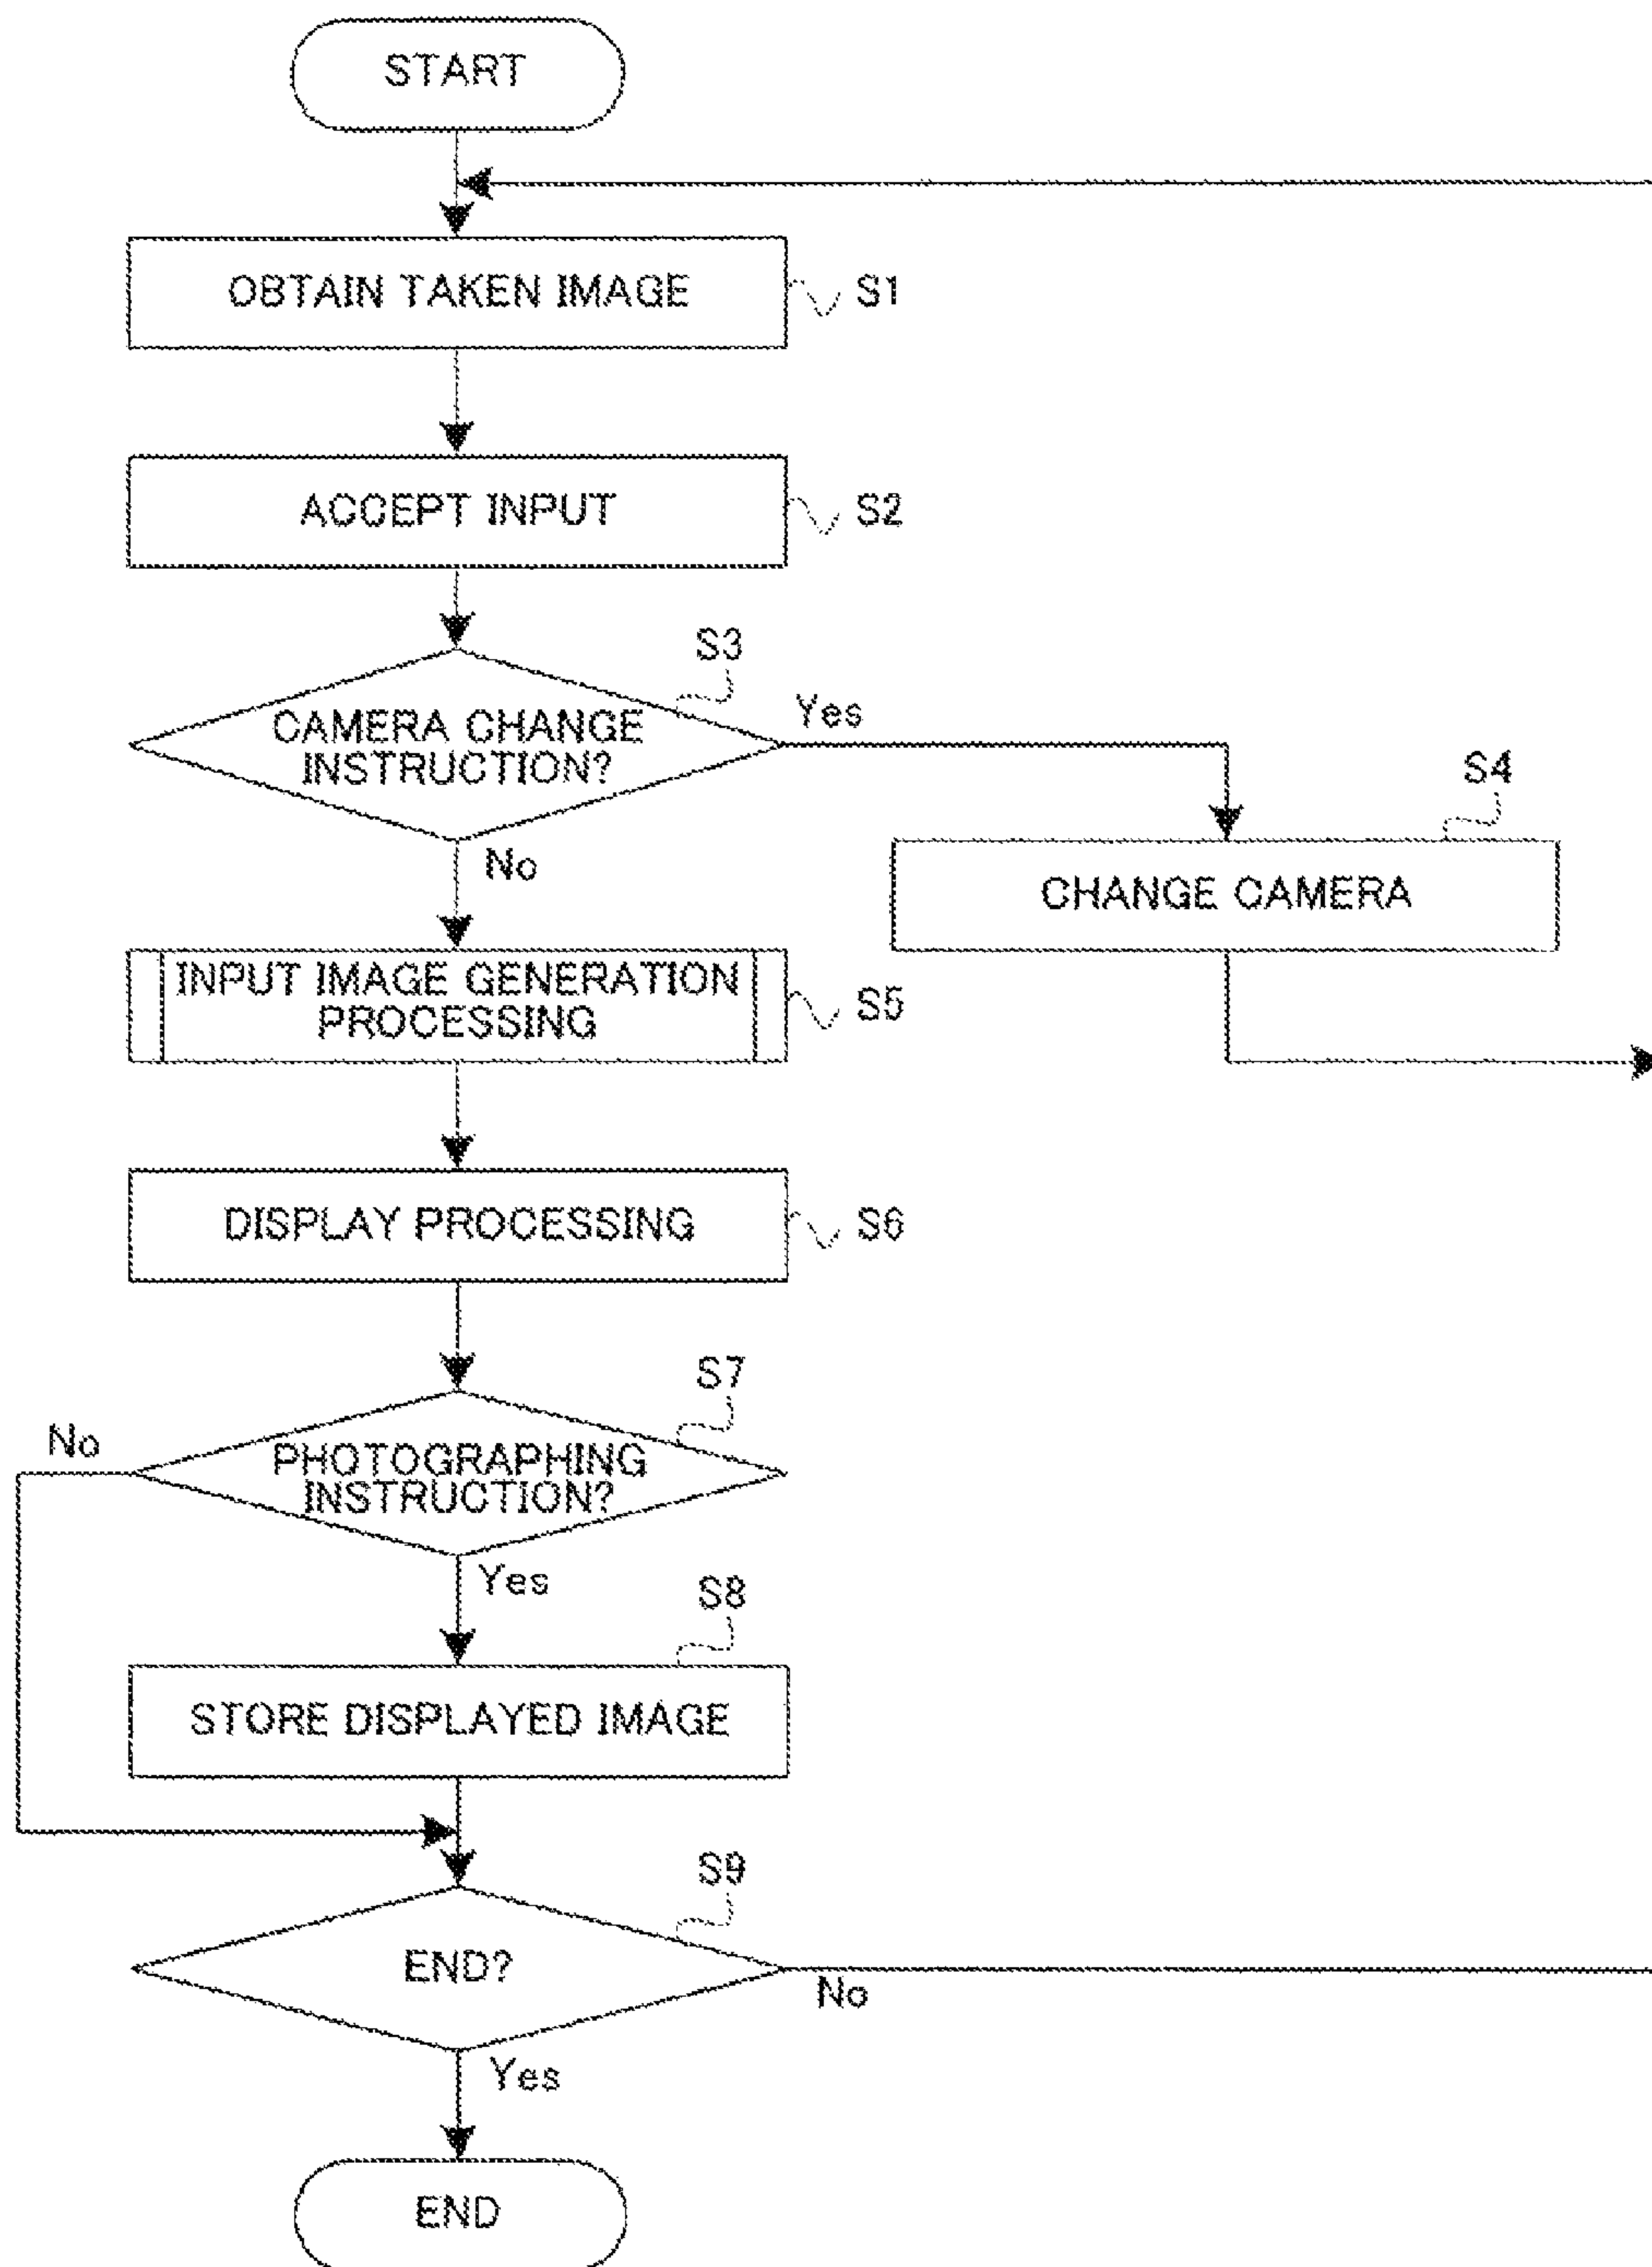 START
OBTAIN TAKEN IMAGE
S1
ACCEPT INPUT
S2
S3
CAMERA CHANGE
INSTRUCTION?
Yes
No
S4
CHANGE CAMERA
INPUT IMAGE GENERATION
PROCESSING
S5
DISPLAY PROCESSING
S6
S7
No
PHOTOGRAPHING
INSTRUCTION?
Yes
S8
STORE DISPLAYED IMAGE
S9
END?
No
Yes
END